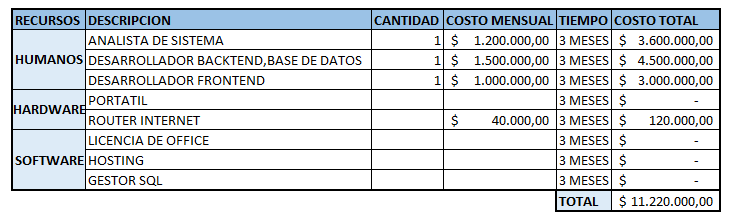 RECURSOS DESCRIPCION CANTIDAD COSTO MENSUAL TIEMPO COSTO TOTAL
HUMANOS
ANALISTA DE SISTEMA 1 $ 1.200.000,00 3 MESES $ 3.600.000,00
DESARROLLADOR BACKTEND,BASE DE DATOS 1 $ 1.500.000,00 3 MESES $ 4.500.000,00
DESARROLLADOR FRONTEND 1 $ 1.000.000,00 3 MESES $ 3.000.000,00
HARDWARE
PORTATIL 3 MESES $ -
ROUTER INTERNET $ 40.000,00 3 MESES $ 120.000,00
SOFTWARE
LICENCIA DE OFFICE 3 MESES $ -
HOSTING 3 MESES $ -
GESTOR SQL 3 MESES $ -
TOTAL $ 11.220.000,00